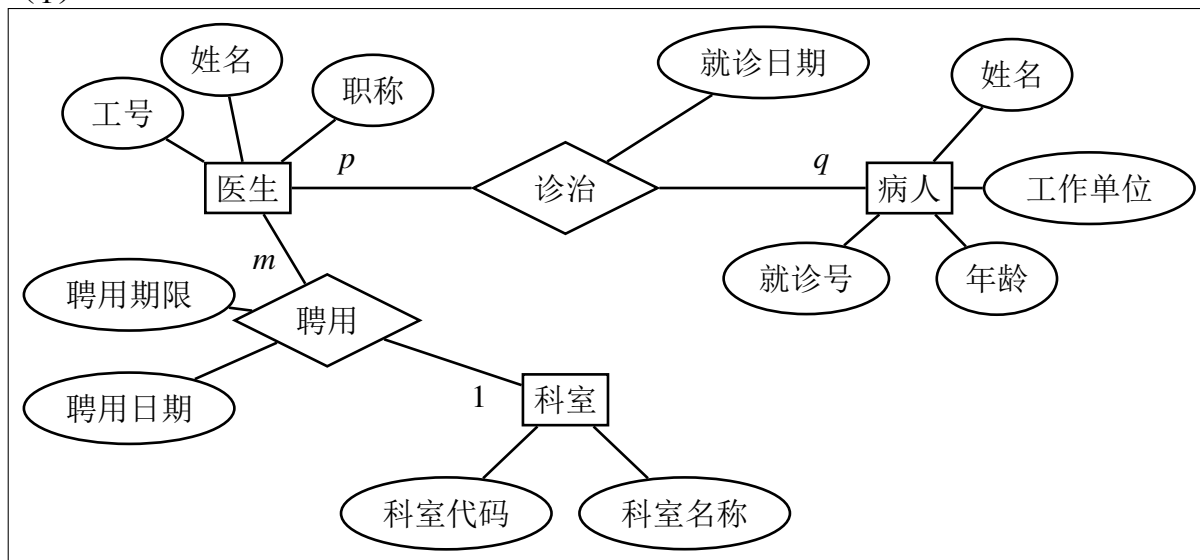 (1)
姓名
就诊日期
姓名
职称
工号
p
q
医生
诊治
病人
工作单位
m
聘用期限
就诊号
年龄
聘用
聘用日期
1
科室
科室代码
科室名称